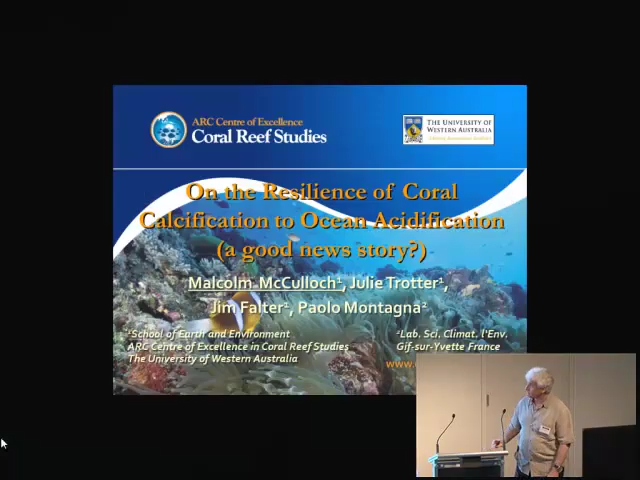 ARC Centre of Excellence
Coral Reef Studies
THE UNIVERSITY OF
WESTERN AUSTRALIA
On the Resilience of Coral
Calcification to Ocean Acidification
(a good news story?)
Malcolm McCulloch¹, Julie Trotter¹,
Jim Falter¹, Paolo Montagna²
¹School of Earth and Environment
ARC Centre of Excellence in Coral Reef Studies
The University of Western Australia
²Lab. Sci. Climat. l'Env.
Gif-sur-Yvette France
www.